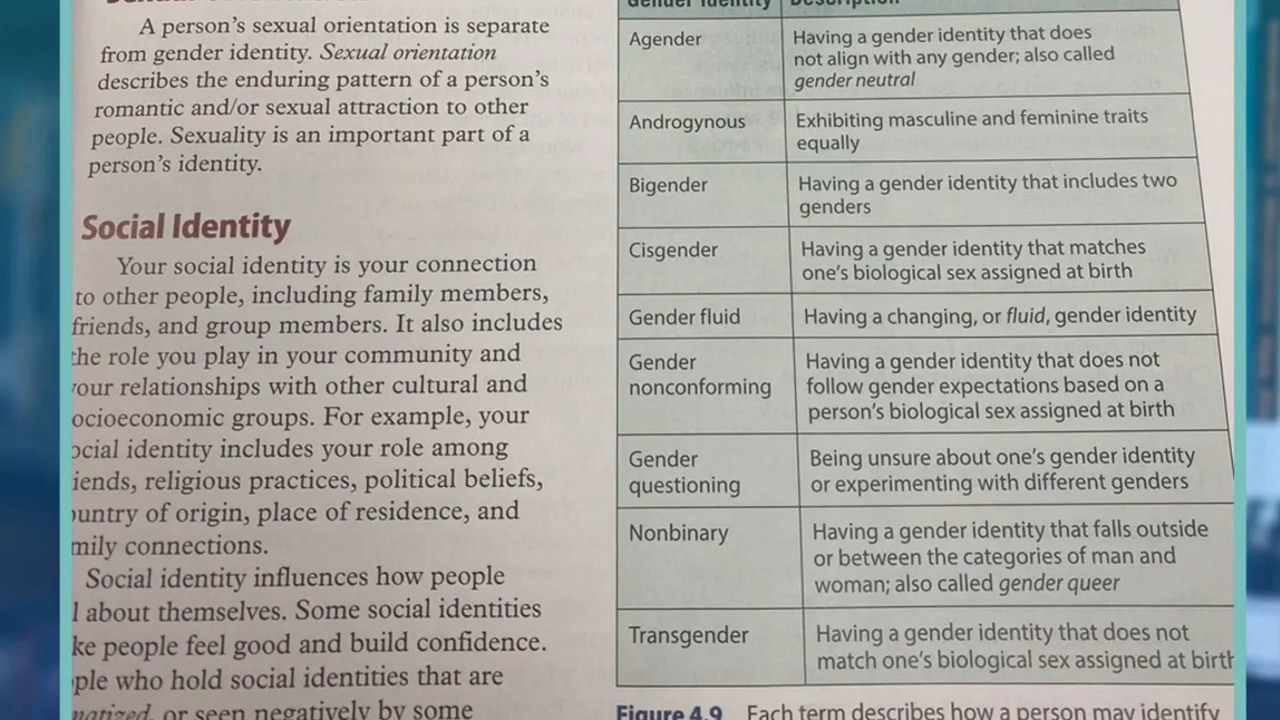 A person's sexual orientation is separate
from gender identity. Sexual orientation
describes the enduring pattern of a person's
romantic and/or sexual attraction to other
people. Sexuality is an important part of a
person's identity.
Social Identity
Your social identity is your connection
to other people, including family members,
friends, and group members. It also includes
the role you play in your community and
your relationships with other cultural and
ocioeconomic groups. For example, your
ocial identity includes your role among
iends, religious practices, political beliefs,
ountry of origin, place of residence, and
mily connections.
Social identity influences how people
l about themselves. Some social identities
ke people feel good and build confidence.
ple who hold social identities that are
matized, or seen negatively by some
Gender Identity Description
Agender
Having a gender identity that does
not align with any gender; also called
gender neutral
Androgynous
Exhibiting masculine and feminine traits
equally
Bigender
Having a gender identity that includes two
genders
Cisgender
Having a gender identity that matches
one's biological sex assigned at birth
Gender fluid
Having a changing, or fluid, gender identity
Gender
nonconforming
Having a gender identity that does not
follow gender expectations based on a
person's biological sex assigned at birth
Gender
questioning
Being unsure about one's gender identity
or experimenting with different genders
Nonbinary
Having a gender identity that falls outside
or between the categories of man and
woman; also called gender queer
Transgender
Having a gender identity that does not
match one's biological sex assigned at birth
Figure 4.9 Each term describes how a person may identify